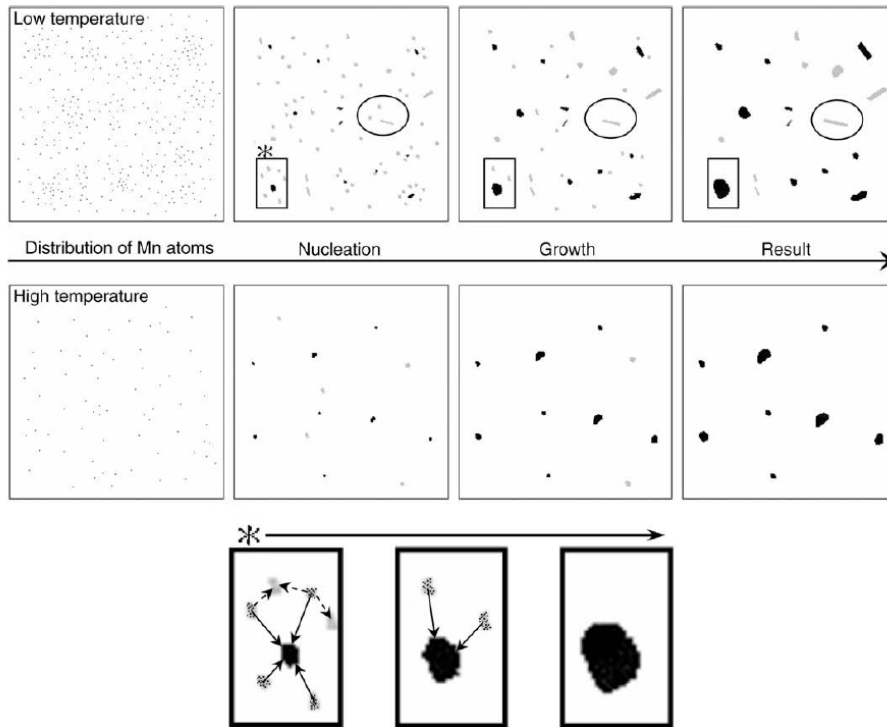 Low temperature
Distribution of Mn atoms
Nucleation
Growth
Result
High temperature